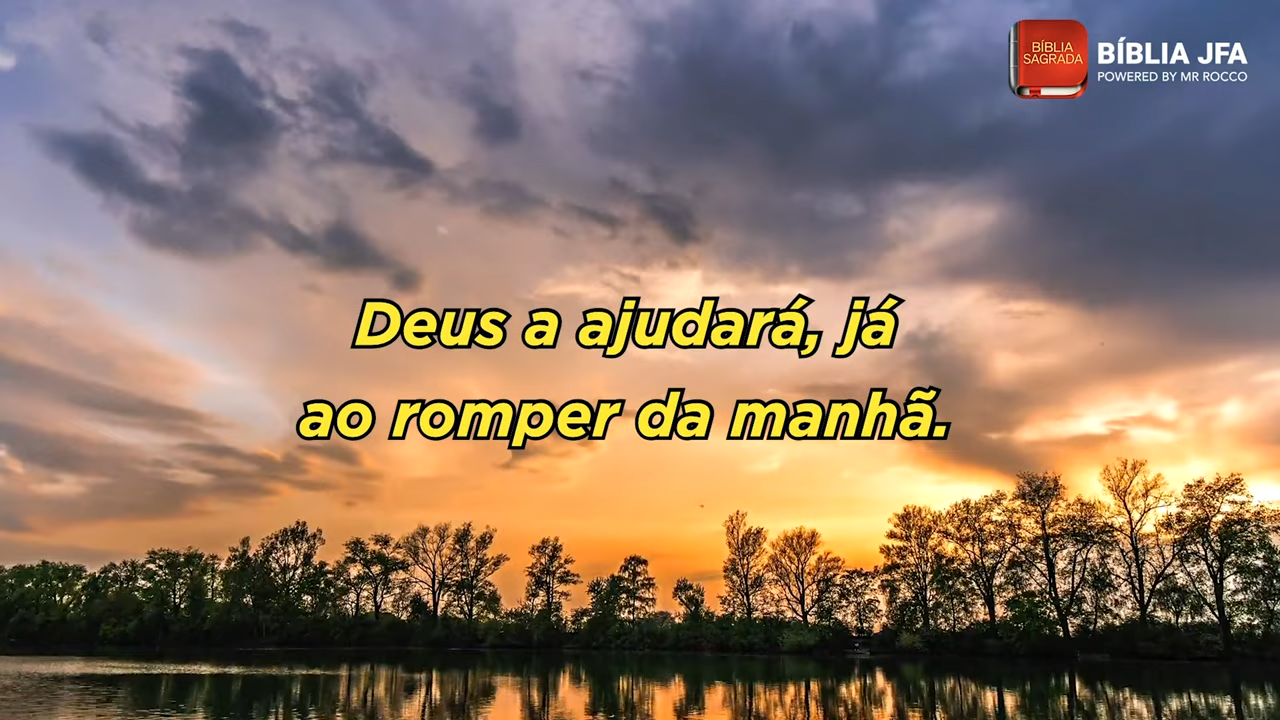 BÍBLIA
SAGRADA
BÍBLIA JFA
POWERED BY MR ROCCO
Deus a ajudará, já
ao romper da manhã.